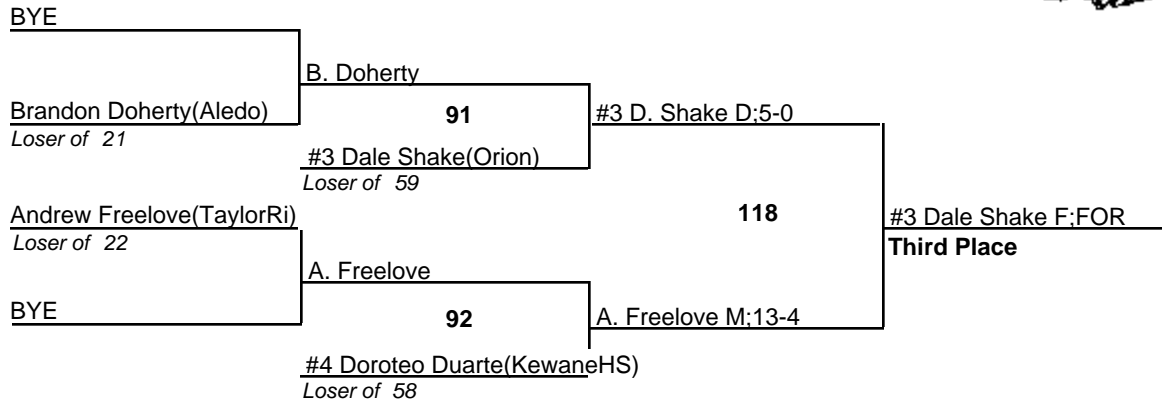 BYE
B. Doherty
Brandon Doherty(Aledo)
91
#3 D. Shake D;5-0
Loser of 21
#3 Dale Shake(Orion)
Loser of 59
Andrew Freelove(TaylorRi)
118
#3 Dale Shake F;FOR
Loser of 22
Third Place
A. Freelove
BYE
92
A. Freelove M;13-4
#4 Doroteo Duarte(KewaneHS)
Loser of 58